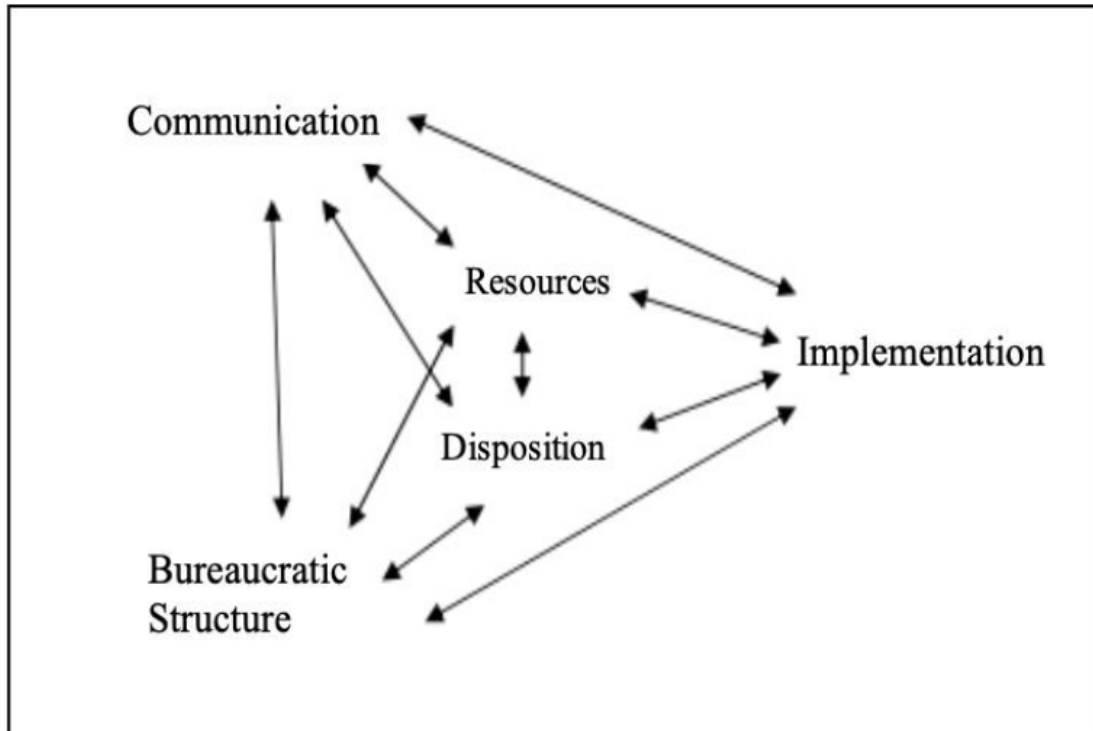 Communication
Resources
Implementation
Disposition
Bureaucratic
Structure